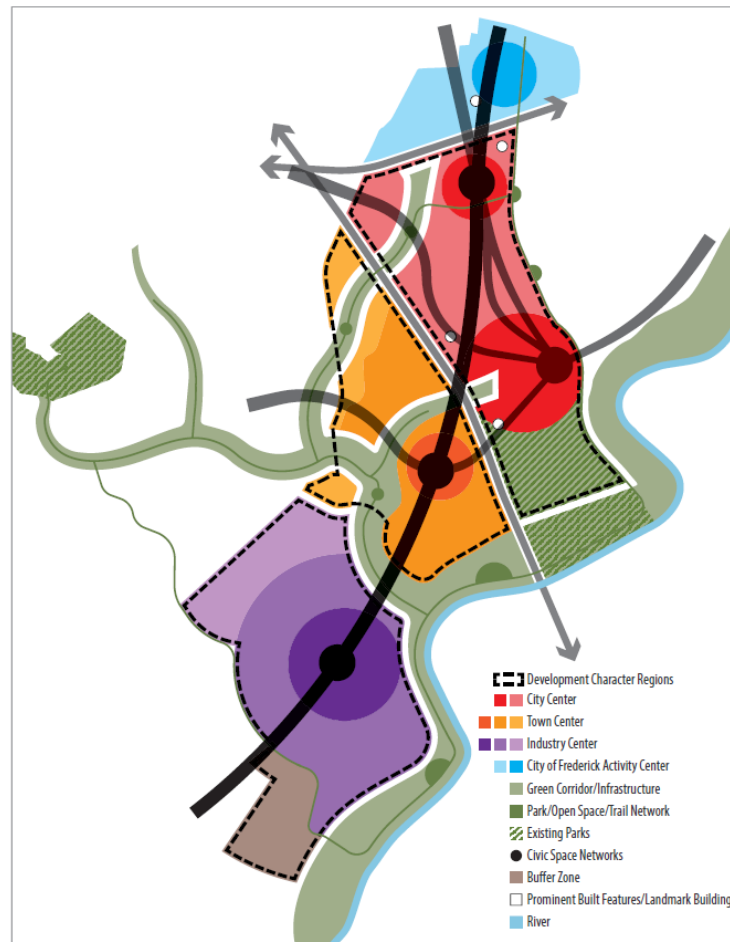 Development Character Regions
City Center
Town Center
Industry Center
City of Frederick Activity Center
Green Corridor/Infrastructure
Park/Open Space/Trail Network
Existing Parks
Civic Space Networks
Buffer Zone
Prominent Built Features/Landmark Building
River